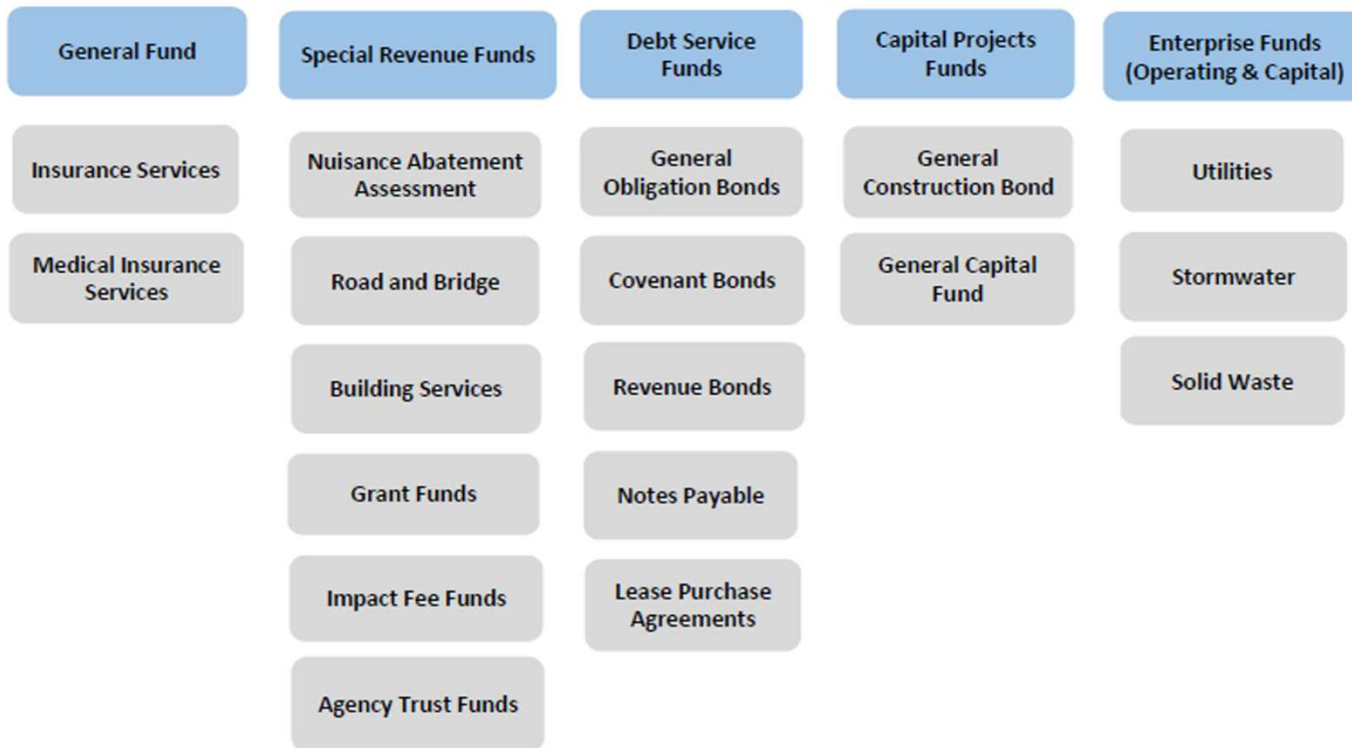 General Fund
Insurance Services
Medical Insurance
Services
Special Revenue Funds
Nuisance Abatement
Assessment
Road and Bridge
Building Services
Grant Funds
Impact Fee Funds
Agency Trust Funds
Debt Service
Funds
General
Obligation Bonds
Covenant Bonds
Revenue Bonds
Notes Payable
Lease Purchase
Agreements
Capital Projects
Funds
General
Construction Bond
General Capital
Fund
Enterprise Funds
(Operating & Capital)
Utilities
Stormwater
Solid Waste